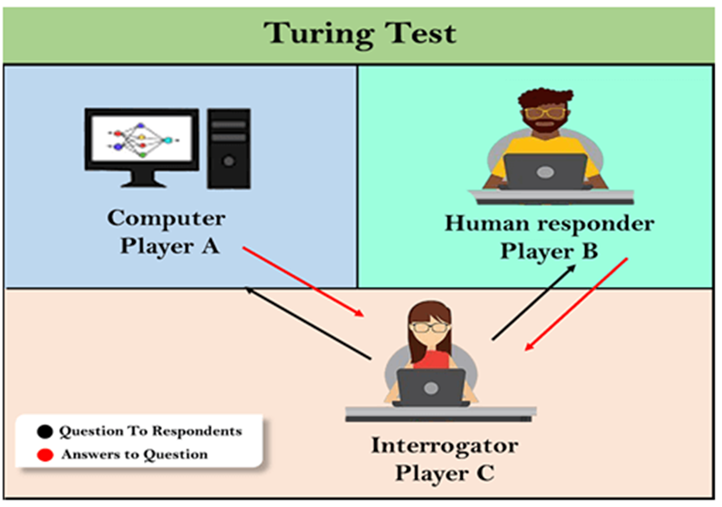 Turing Test
Computer
Player A
Human responder
Player B
Question To Respondents
Answers to Question
Interrogator
Player C